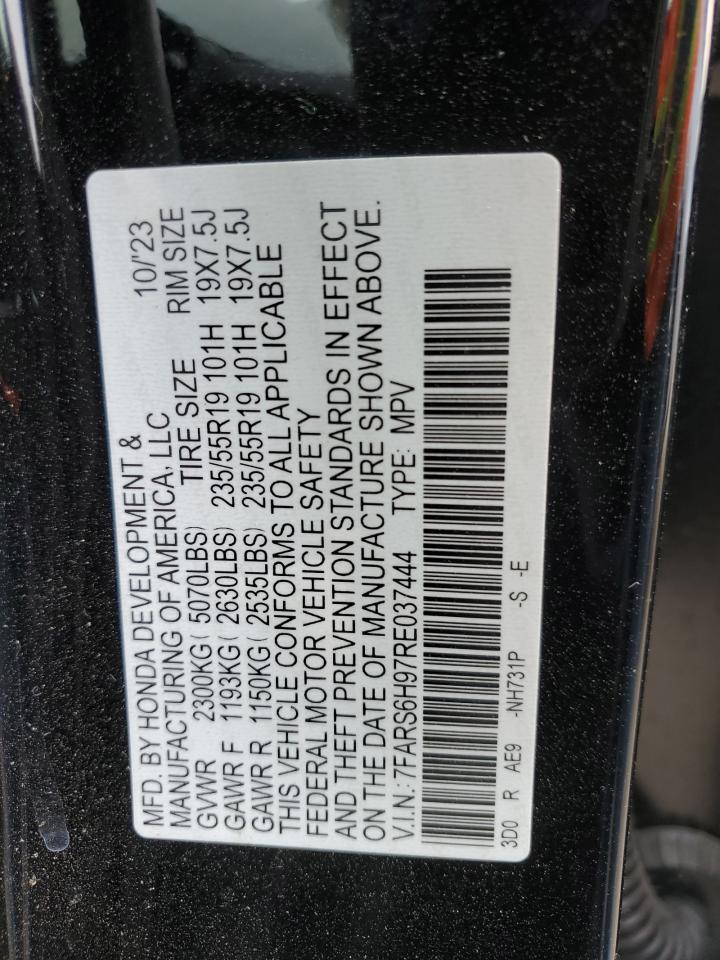 MFD. BY HONDA DEVELOPMENT & 10/'23
MANUFACTURING OF AMERICA, LLC
TIRE SIZE RIM SIZE
GVWR 2300KG( 5070LBS)
GAWR F 1193KG( 2630LBS) 235/55R19 101H 19X7.5J
GAWR R 1150KG( 2535LBS) 235/55R19 101H 19X7.5J
THIS VEHICLE CONFORMS TO ALL APPLICABLE
FEDERAL MOTOR VEHICLE SAFETY
AND THEFT PREVENTION STANDARDS IN EFFECT
ON THE DATE OF MANUFACTURE SHOWN ABOVE.
V.I.N.: 7FARS6H97RE037444 TYPE: MPV
3D0 R AE9 -NH731P -S -E